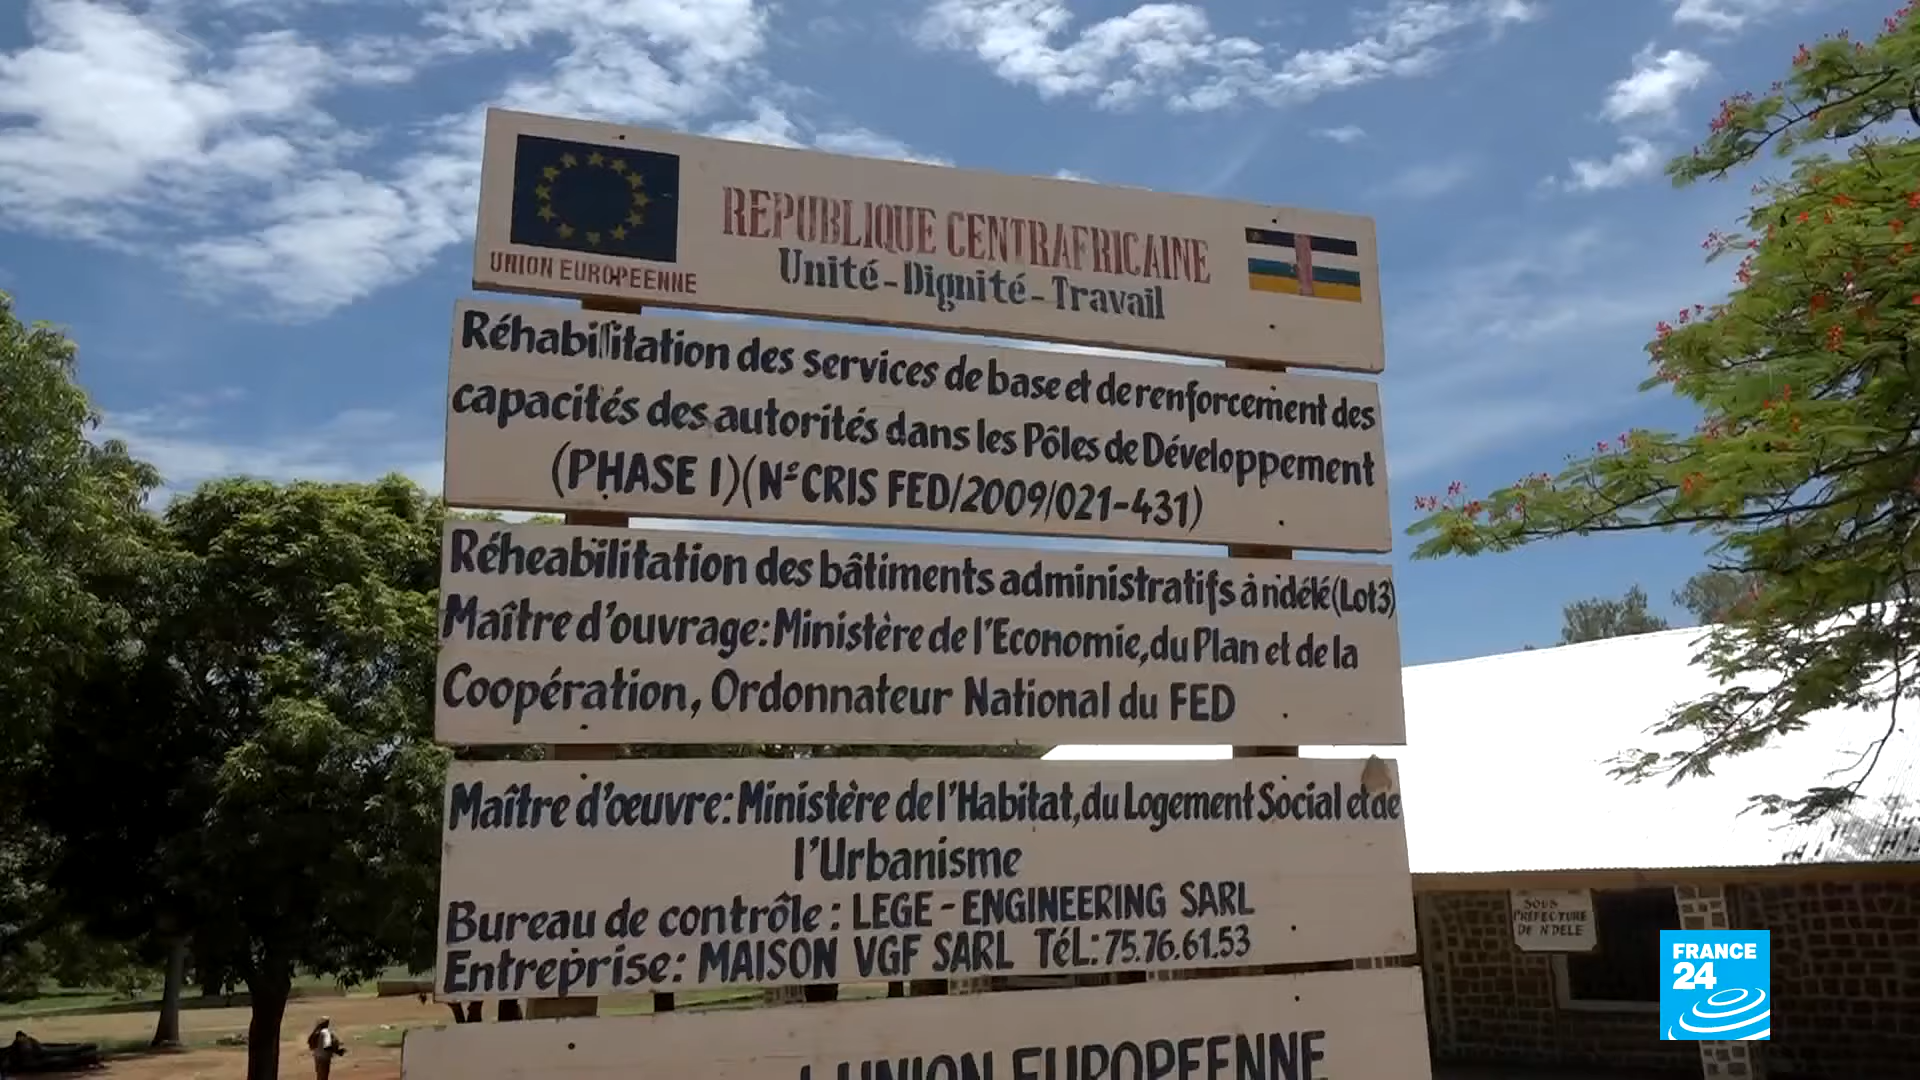 UNION EUROPEENNE
REPUBLIQUE CENTRAFRICAINE
Unité-Dignité-Travail
Réhabilitation des services de base et de renforcement des
capacités des autorités dans les Pôles de Développement
(PHASE I)(N° CRIS FED/2009/021-431)
Réheabilitation des bâtiments administratifs à ndélé(Lot3)
Maître d'ouvrage: Ministère de l'Economie, du Plan et de la
Coopération, Ordonnateur National du FED
Maître d'œuvre: Ministère de l'Habitat, du Logement Social et de
l'Urbanisme
Bureau de contrôle: LEGE-ENGINEERING SARL
Entreprise: MAISON VGF SARL Tél: 75.76.61.53
UNION EUROPEENNE
SOUS
PREFECTURE
DE N'DELE
FRANCE
24